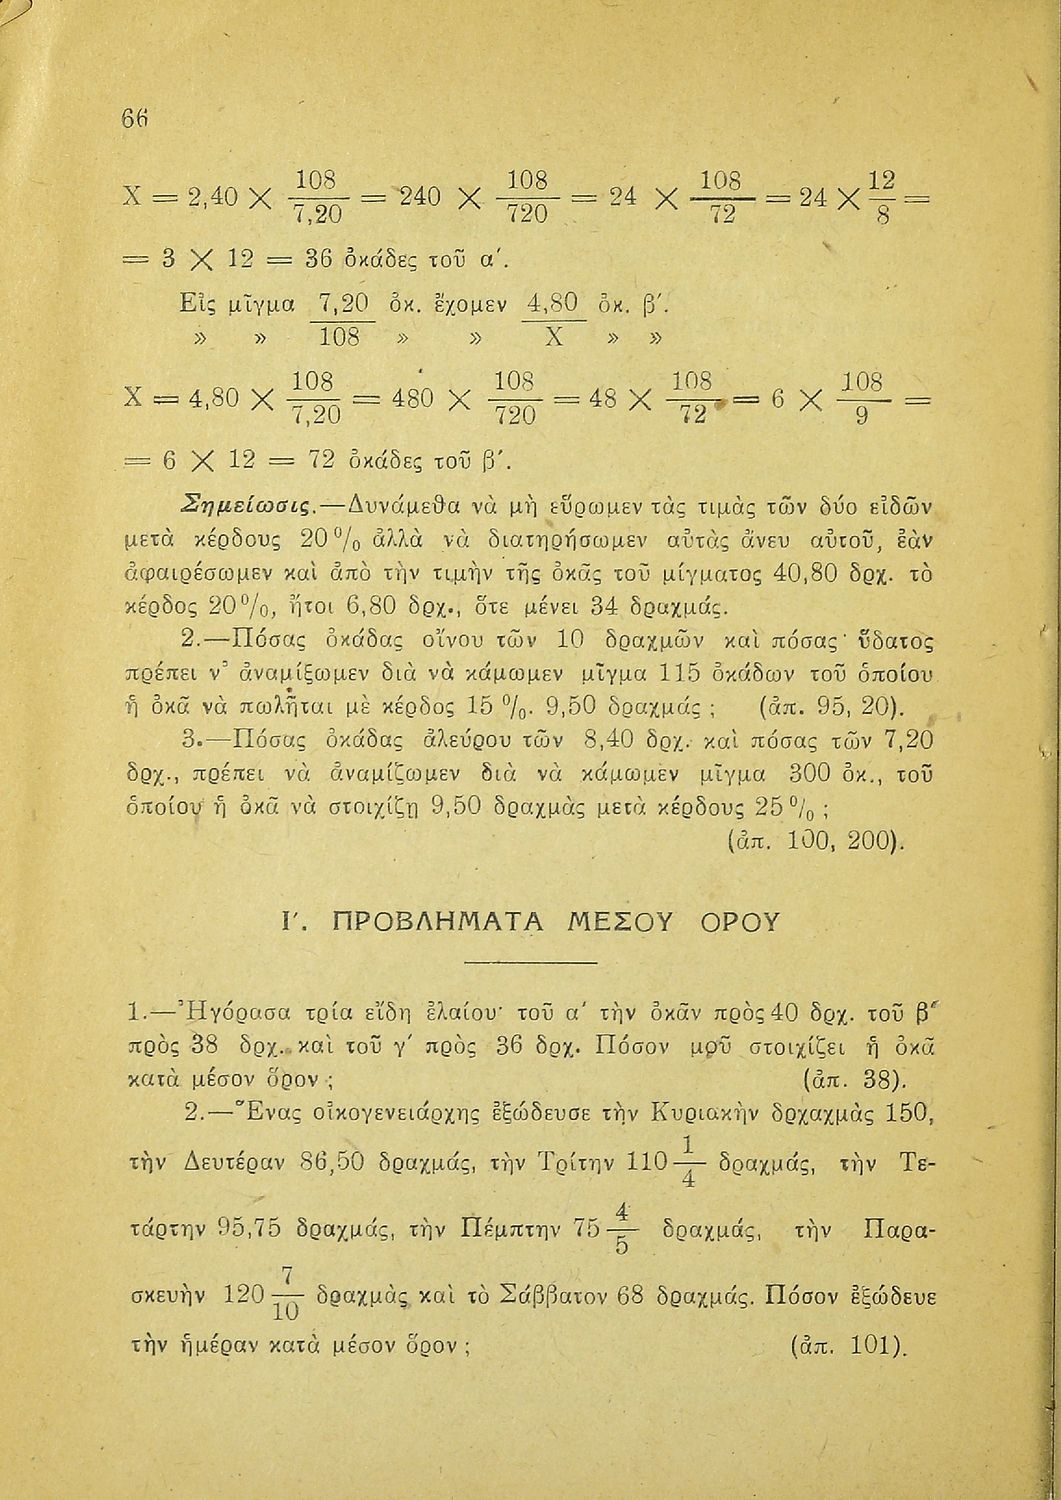 66
Χ = 2,40 Χ 108/7,20 = 240 Χ 108/720 = 24 Χ 108/72 = 24 Χ 12/8 =
= 3 Χ 12 = 36 ὀκάδες τοῦ α΄.
Εἰς μῖγμα 7,20 ὀκ. ἔχομεν 4,80 ὀκ. β΄.
» » 108 » » Χ » »
Χ = 4,80 Χ 108/7,20 = 480 Χ 108/720 = 48 Χ 108/72 = 6 Χ 108/9 =
= 6 Χ 12 = 72 ὀκάδες τοῦ β΄.
Σημείωσις.—Δυνάμεθα νὰ μὴ εὕρωμεν τὰς τιμὰς τῶν δύο εἰδῶν
μετὰ κέρδους 20 % ἀλλὰ νὰ διατηρήσωμεν αὐτὰς ἄνευ αὐτοῦ, ἐὰν
ἀφαιρέσωμεν καὶ ἀπὸ τὴν τιμὴν τῆς ὀκᾶς τοῦ μίγματος 40,80 δρχ. τὸ
κέρδος 20 %, ἤτοι 6,80 δρχ., ὅτε μένει 34 δραχμάς.
2.—Πόσας ὀκάδας οἴνου τῶν 10 δραχμῶν καὶ πόσας ὕδατος
πρέπει ν᾿ ἀναμίξωμεν διὰ νὰ κάμωμεν μῖγμα 115 ὀκάδων τοῦ ὁποίου
ἡ ὀκᾶ νὰ πωλῆται μὲ κέρδος 15 %. 9,50 δραχμάς ; (ἀπ. 95, 20).
3.—Πόσας ὀκάδας ἀλεύρου τῶν 8,40 δρχ. καὶ πόσας τῶν 7,20
δρχ., πρέπει νὰ ἀναμίζωμεν διὰ νὰ κάμωμεν μῖγμα 300 ὀκ., τοῦ
ὁποίου ἡ ὀκᾶ νὰ στοιχίζῃ 9,50 δραχμὰς μετὰ κέρδους 25 % ;
(ἀπ. 100, 200).
Ι΄. ΠΡΟΒΛΗΜΑΤΑ ΜΕΣΟΥ ΟΡΟΥ
1.—Ἠγόρασα τρία εἴδη ἐλαίου· τοῦ α΄ τὴν ὀκᾶν πρὸς 40 δρχ. τοῦ β΄
πρὸς 38 δρχ. καὶ τοῦ γ΄ πρὸς 36 δρχ. Πόσον μοῦ στοιχίζει ἡ ὀκᾶ
κατὰ μέσον ὅρον ; (ἀπ. 38).
2.—Ἕνας οἰκογενειάρχης ἐξώδευσε τὴν Κυριακὴν δρχαχμὰς 150,
τὴν Δευτέραν 86,50 δραχμάς, τὴν Τρίτην 110 1/4 δραχμάς, τὴν Τε-
τάρτην 95,75 δραχμάς, τὴν Πέμπτην 75 4/5 δραχμάς, τὴν Παρα-
σκευὴν 120 7/10 δραχμὰς καὶ τὸ Σάββατον 68 δραχμάς. Πόσον ἐξώδευε
τὴν ἡμέραν κατὰ μέσον ὅρον ; (ἀπ. 101).